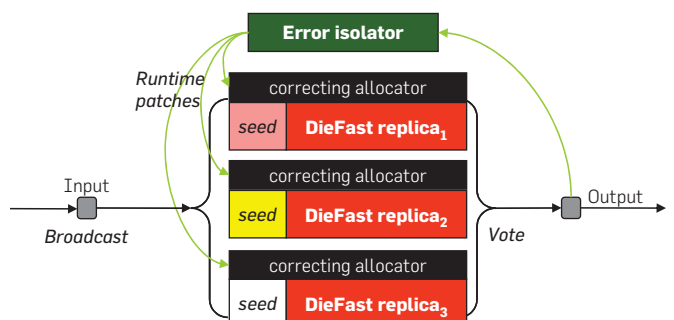 Error isolator
Runtime
patches
correcting allocator
seed DieFast replica₁
correcting allocator
Input
seed DieFast replica₂
Output
Broadcast
Vote
correcting allocator
seed DieFast replica₃